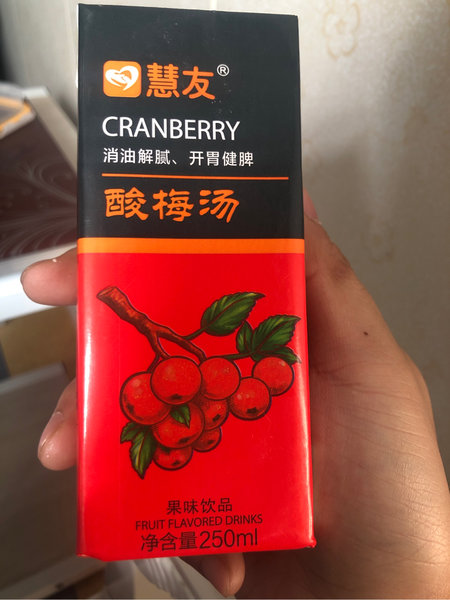 慧友®
CRANBERRY
消油解腻、开胃健脾
酸梅汤
果味饮品
FRUIT FLAVORED DRINKS
净含量250ml